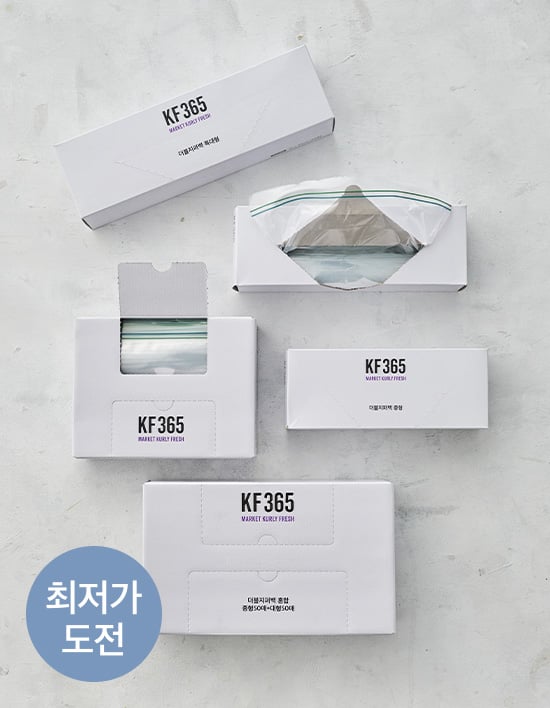 KF365
MARKET KURLY FRESH
더블지퍼백 특대형
KF365
MARKET KURLY FRESH
KF365
MARKET KURLY FRESH
더블지퍼백 중형
KF365
MARKET KURLY FRESH
더블지퍼백 혼합
중형50매+대형50매
최저가
도전